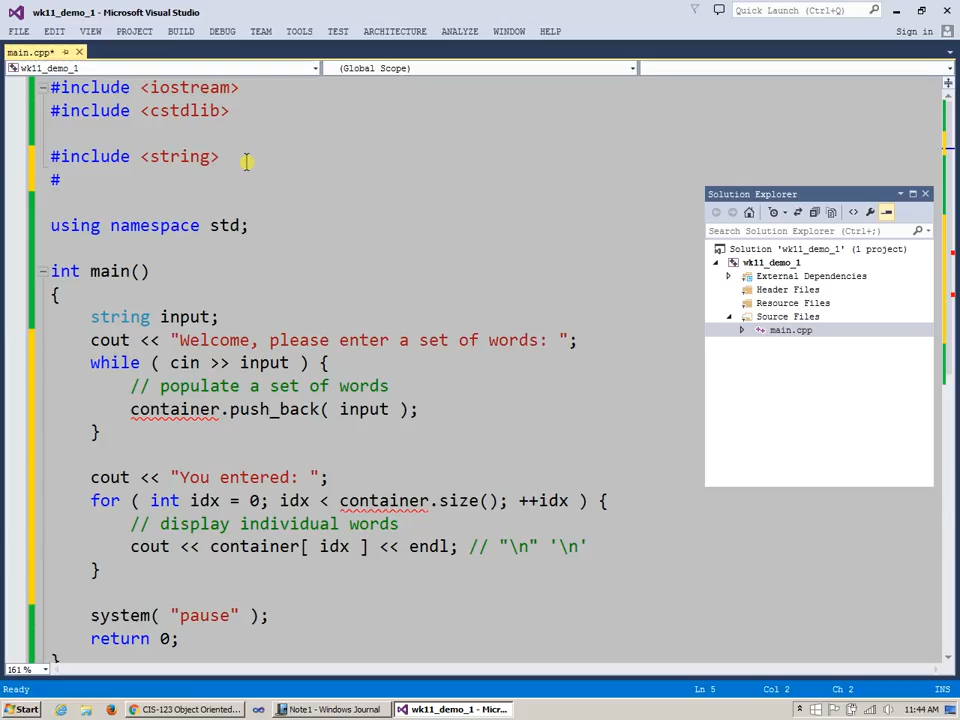 wk11_demo_1 - Microsoft Visual Studio
Quick Launch (Ctrl+Q)
FILE EDIT VIEW PROJECT BUILD DEBUG TEAM TOOLS TEST ARCHITECTURE ANALYZE WINDOW HELP
Sign in
main.cpp*
wk11_demo_1
(Global Scope)
#include <iostream>
#include <cstdlib>
#include <string>
#
using namespace std;
int main()
{
string input;
cout << "Welcome, please enter a set of words: ";
while ( cin >> input ) {
// populate a set of words
container.push_back( input );
}
cout << "You entered: ";
for ( int idx = 0; idx < container.size(); ++idx ) {
// display individual words
cout << container[ idx ] << endl; // "\n" '\n'
}
system( "pause" );
return 0;
}
Solution Explorer
Search Solution Explorer (Ctrl+;)
Solution 'wk11_demo_1' (1 project)
wk11_demo_1
External Dependencies
Header Files
Resource Files
Source Files
main.cpp
161 %
Ready
Ln 5
Col 2
Ch 2
INS
Start
CIS-123 Object Oriented...
Note1 - Windows Journal
wk11_demo_1 - Micr...
11:44 AM